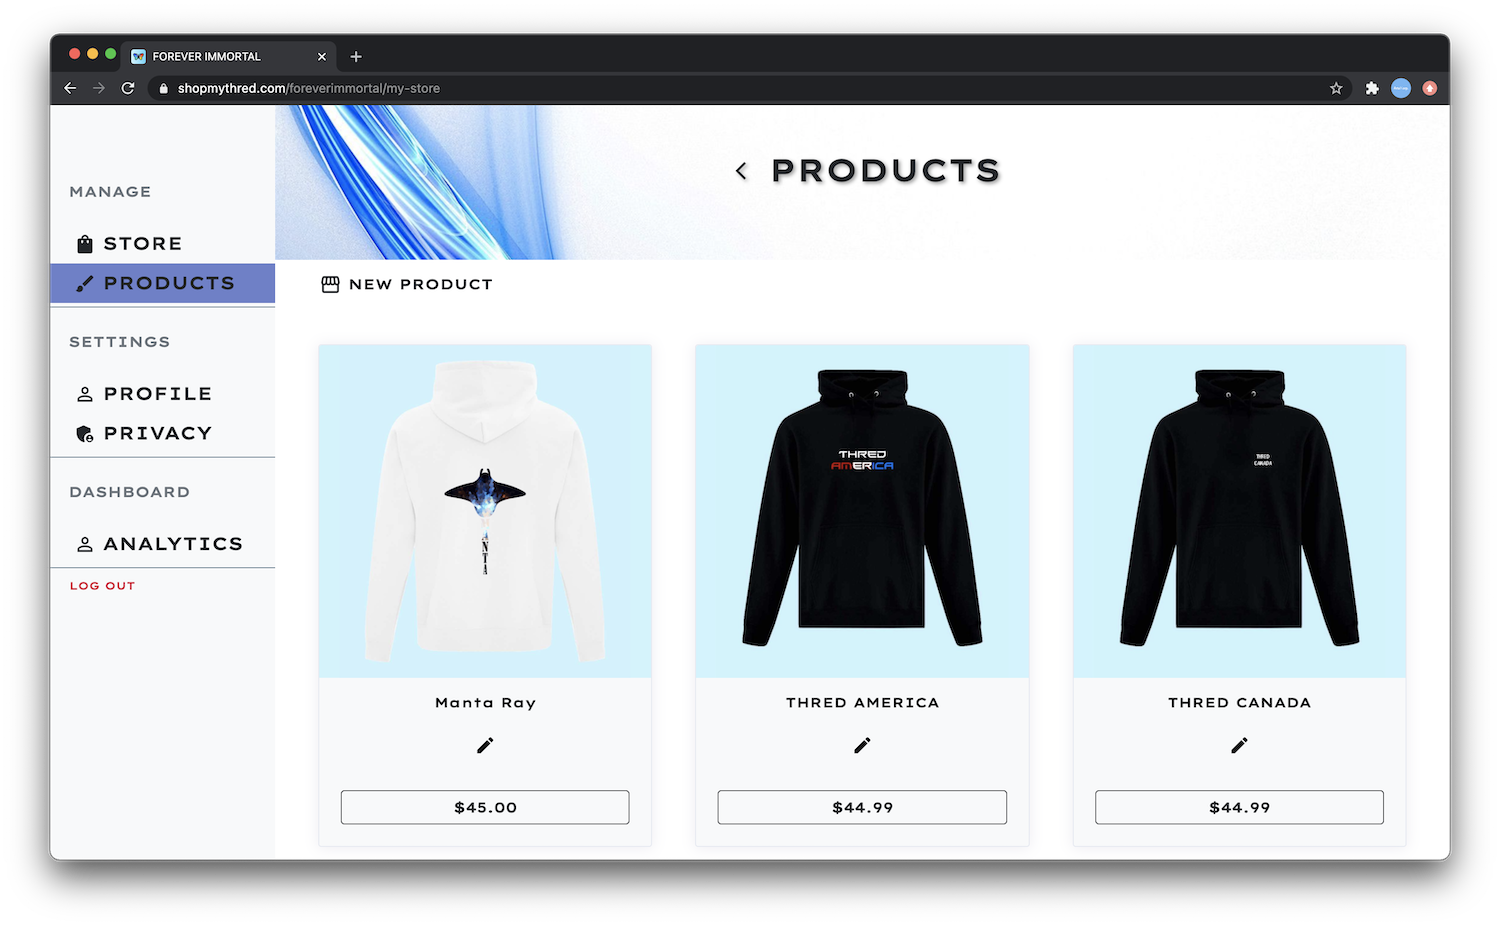 FOREVER IMMORTAL
shopmythred.com/foreverimmortal/my-store
MANAGE
STORE
PRODUCTS
SETTINGS
PROFILE
PRIVACY
DASHBOARD
ANALYTICS
LOG OUT
PRODUCTS
NEW PRODUCT
MANTA
Manta Ray
$45.00
THRED
AMERICA
THRED AMERICA
$44.99
THRED
CANADA
THRED CANADA
$44.99